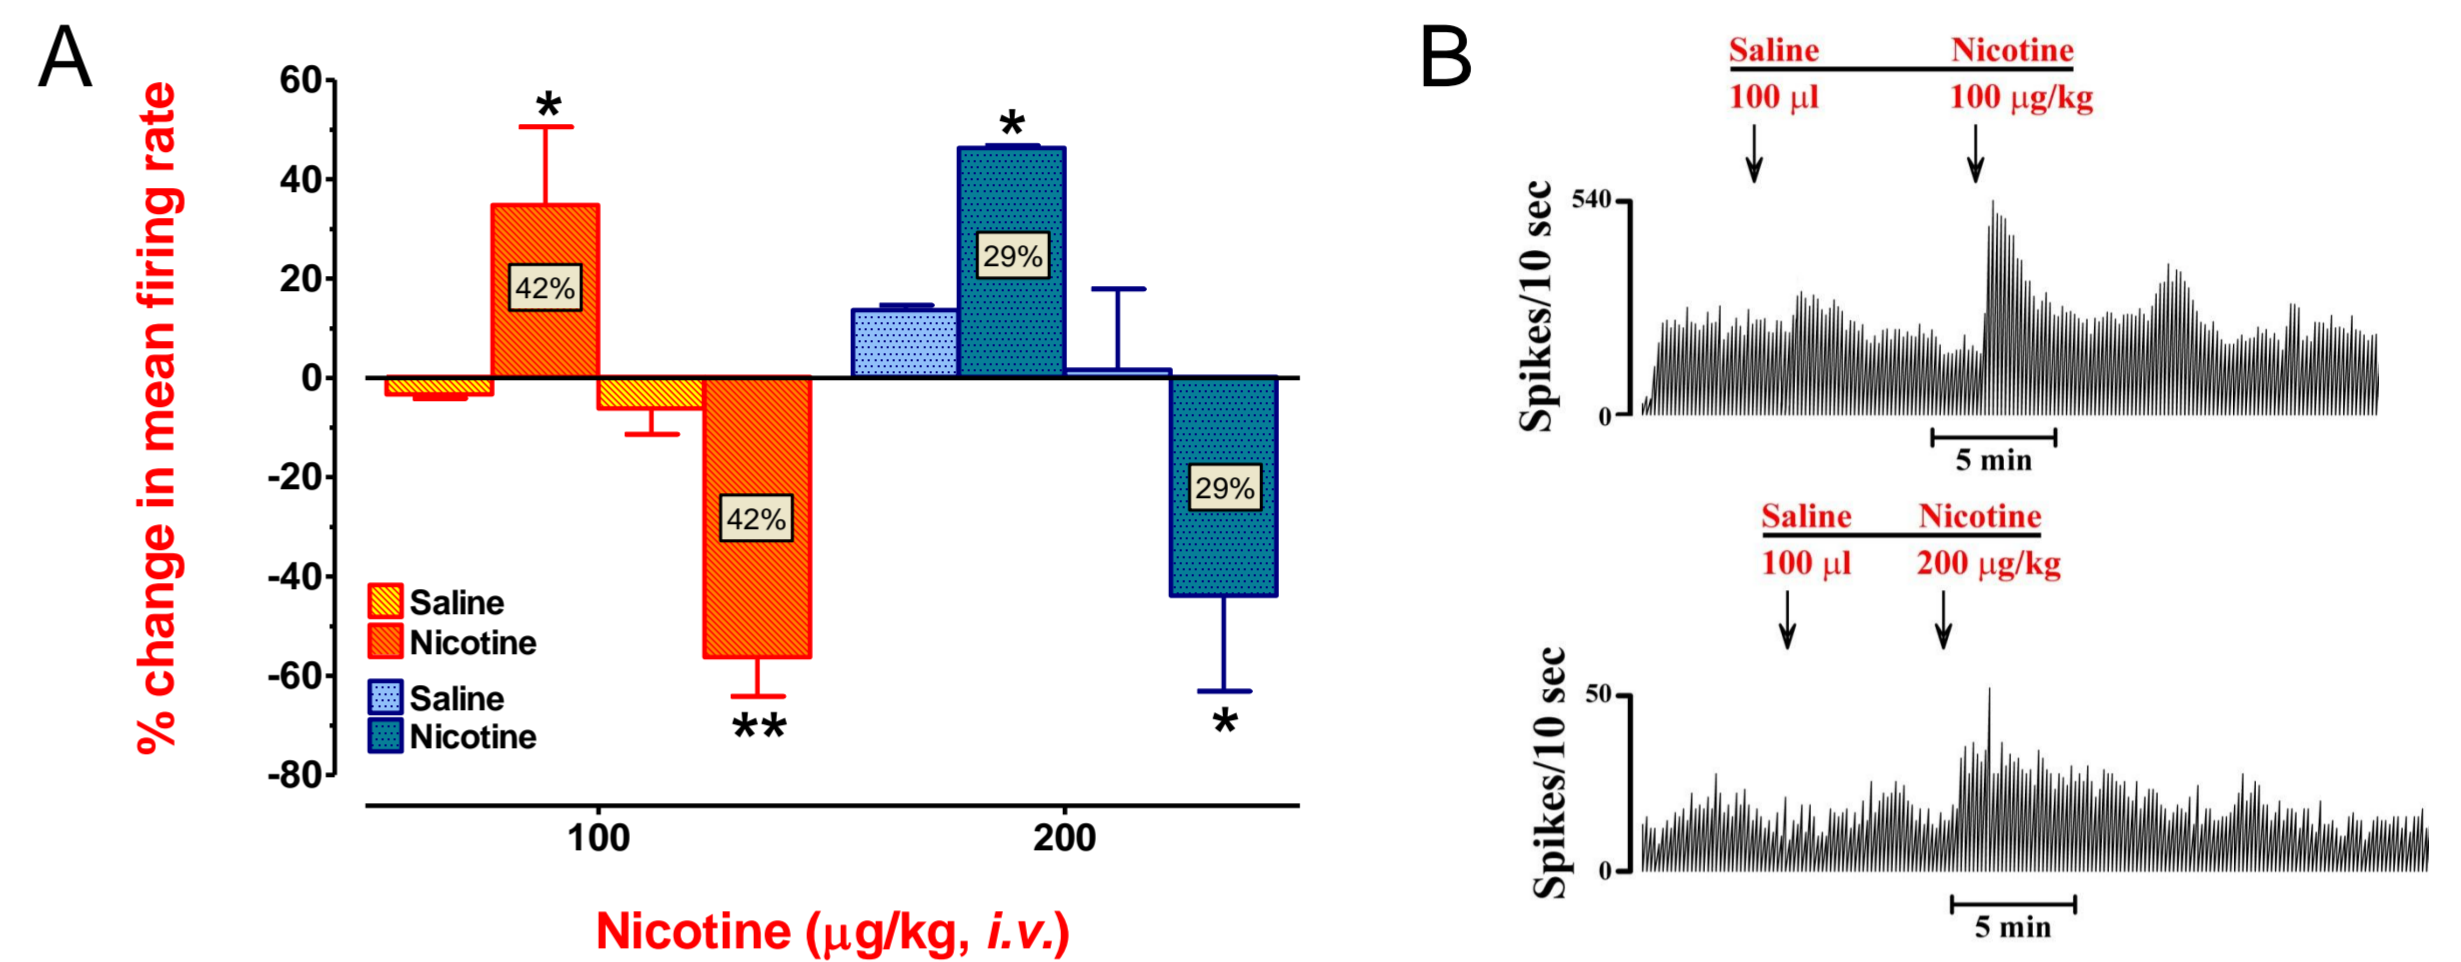 A
% change in mean firing rate
60
40
20
0
-20
-40
-60
-80
*
42%
42%
**
*
29%
29%
*
Saline
Nicotine
Saline
Nicotine
100
200
Nicotine (μg/kg, i.v.)
B
Saline Nicotine
100 μl 100 μg/kg
Spikes/10 sec
540
0
5 min
Saline Nicotine
100 μl 200 μg/kg
Spikes/10 sec
50
0
5 min